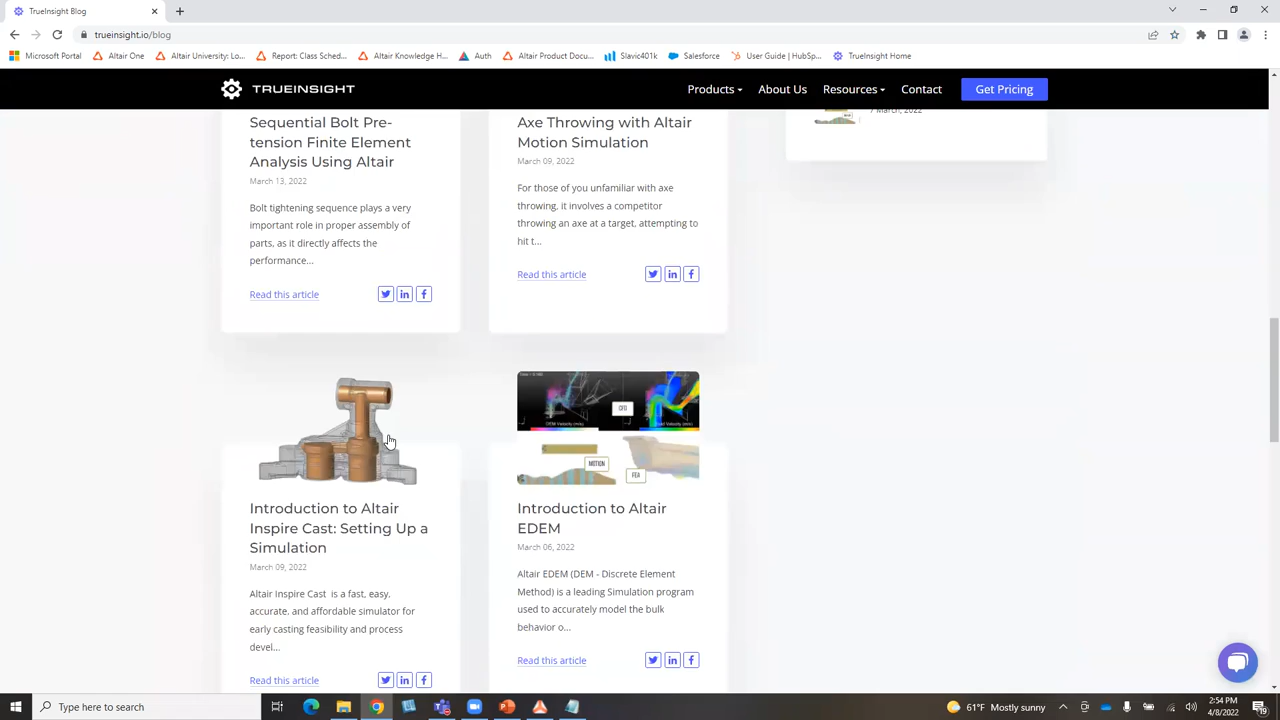 TrueInsight Blog
trueinsight.io/blog
Microsoft Portal
Altair One
Altair University: Lo...
Report: Class Sched...
Altair Knowledge H...
Auth
Altair Product Docu...
Slavic401k
Salesforce
User Guide | HubSp...
TrueInsight Home
TRUEINSIGHT
Products
About Us
Resources
Contact
Get Pricing
7 March, 2022
Sequential Bolt Pre-
tension Finite Element
Analysis Using Altair
March 13, 2022
Bolt tightening sequence plays a very
important role in proper assembly of
parts, as it directly affects the
performance...
Read this article
Axe Throwing with Altair
Motion Simulation
March 09, 2022
For those of you unfamiliar with axe
throwing, it involves a competitor
throwing an axe at a target, attempting to
hit t...
Read this article
Introduction to Altair
Inspire Cast: Setting Up a
Simulation
March 09, 2022
Altair Inspire Cast is a fast, easy,
accurate, and affordable simulator for
early casting feasibility and process
devel...
Read this article
CFD
MOTION
FEA
Introduction to Altair
EDEM
March 06, 2022
Altair EDEM (DEM - Discrete Element
Method) is a leading Simulation program
used to accurately model the bulk
behavior o...
Read this article
Type here to search
61°F Mostly sunny
2:54 PM
4/8/2022